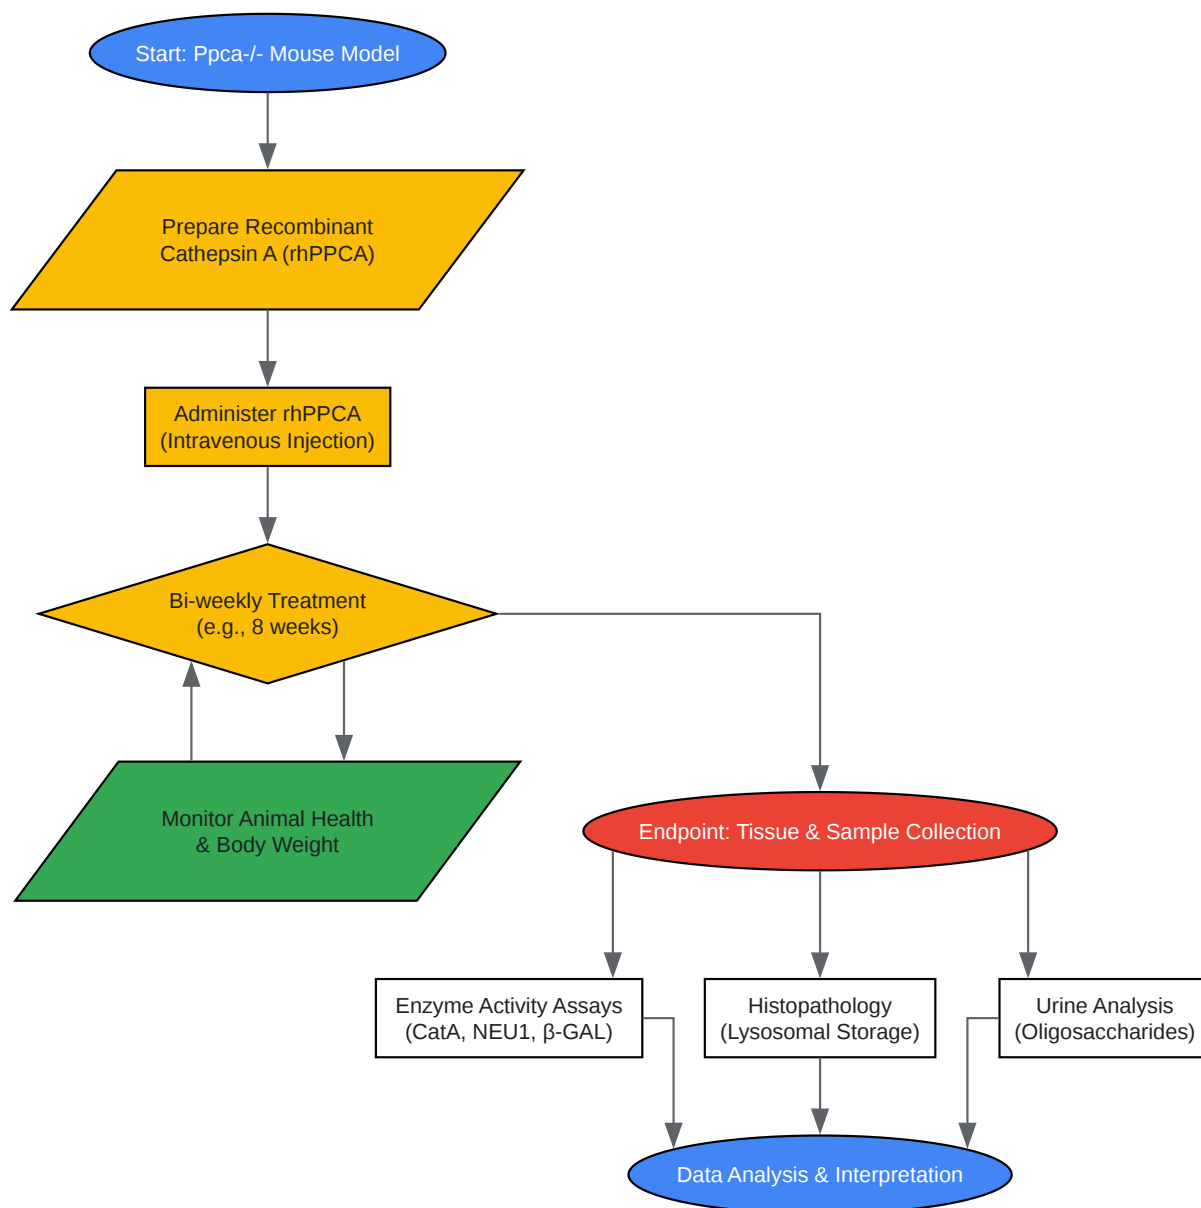 Start: Ppca-/- Mouse Model
Prepare Recombinant
Cathepsin A (rhPPCA)
Administer rhPPCA
(Intravenous Injection)
Bi-weekly Treatment
(e.g., 8 weeks)
Monitor Animal Health
& Body Weight
Endpoint: Tissue & Sample Collection
Enzyme Activity Assays
(CatA, NEU1, β-GAL)
Histopathology
(Lysosomal Storage)
Urine Analysis
(Oligosaccharides)
Data Analysis & Interpretation